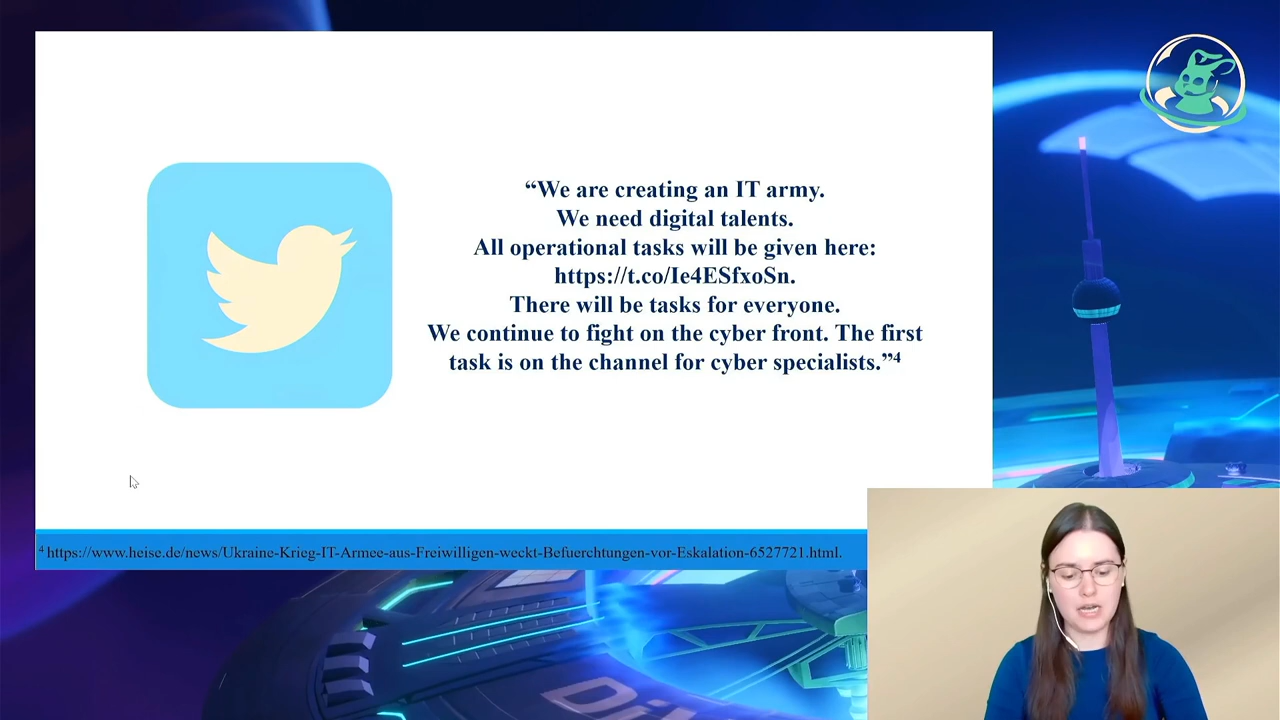 “We are creating an IT army.
We need digital talents.
All operational tasks will be given here:
https://t.co/Ie4ESfxoSn.
There will be tasks for everyone.
We continue to fight on the cyber front. The first
task is on the channel for cyber specialists.”4
4 https://www.heise.de/news/Ukraine-Krieg-IT-Armee-aus-Freiwilligen-weckt-Befuerchtungen-vor-Eskalation-6527721.html.